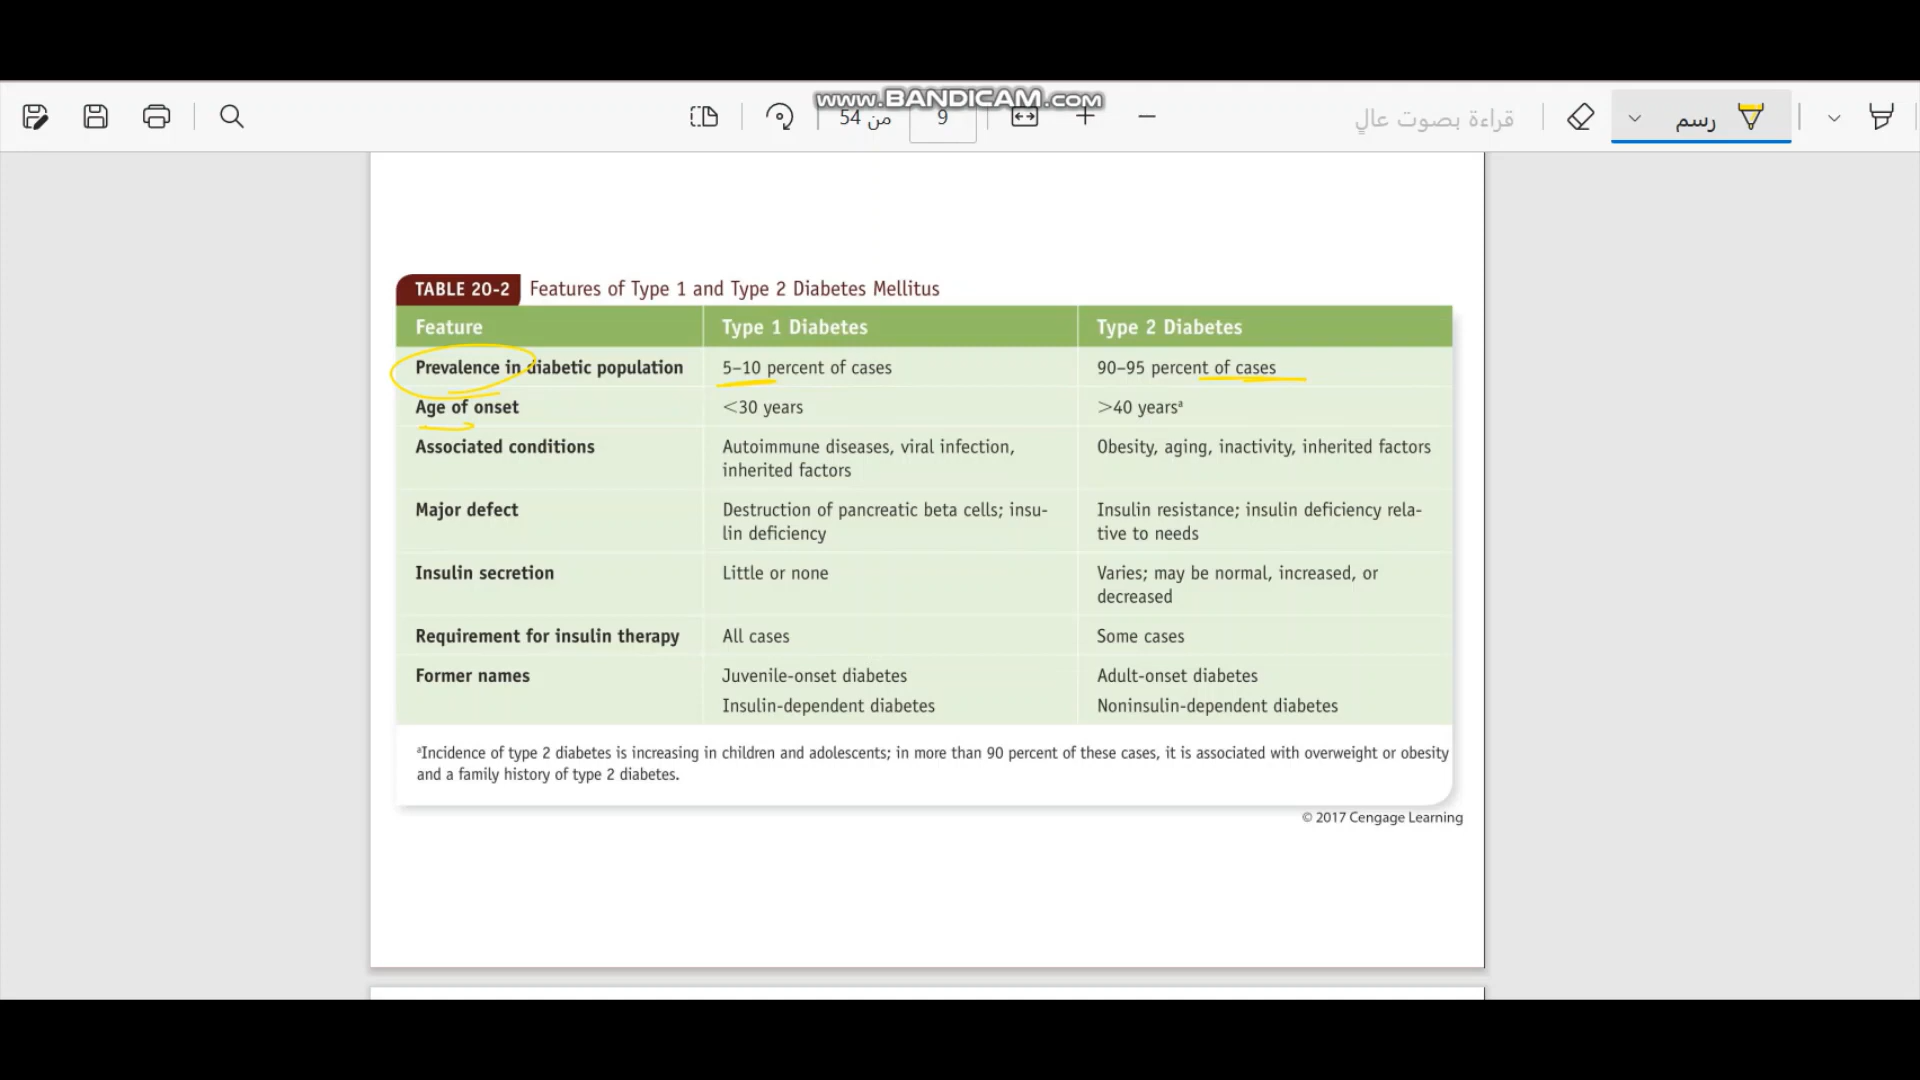 www.BANDICAM.com
9 من 54
قراءة بصوت عالٍ
رسم
TABLE 20-2 Features of Type 1 and Type 2 Diabetes Mellitus
Feature Type 1 Diabetes Type 2 Diabetes
Prevalence in diabetic population 5–10 percent of cases 90–95 percent of cases
Age of onset <30 years >40 yearsᵃ
Associated conditions Autoimmune diseases, viral infection, Obesity, aging, inactivity, inherited factors
inherited factors
Major defect Destruction of pancreatic beta cells; insu- Insulin resistance; insulin deficiency rela-
lin deficiency tive to needs
Insulin secretion Little or none Varies; may be normal, increased, or
decreased
Requirement for insulin therapy All cases Some cases
Former names Juvenile-onset diabetes Adult-onset diabetes
Insulin-dependent diabetes Noninsulin-dependent diabetes
ᵃIncidence of type 2 diabetes is increasing in children and adolescents; in more than 90 percent of these cases, it is associated with overweight or obesity
and a family history of type 2 diabetes.
© 2017 Cengage Learning